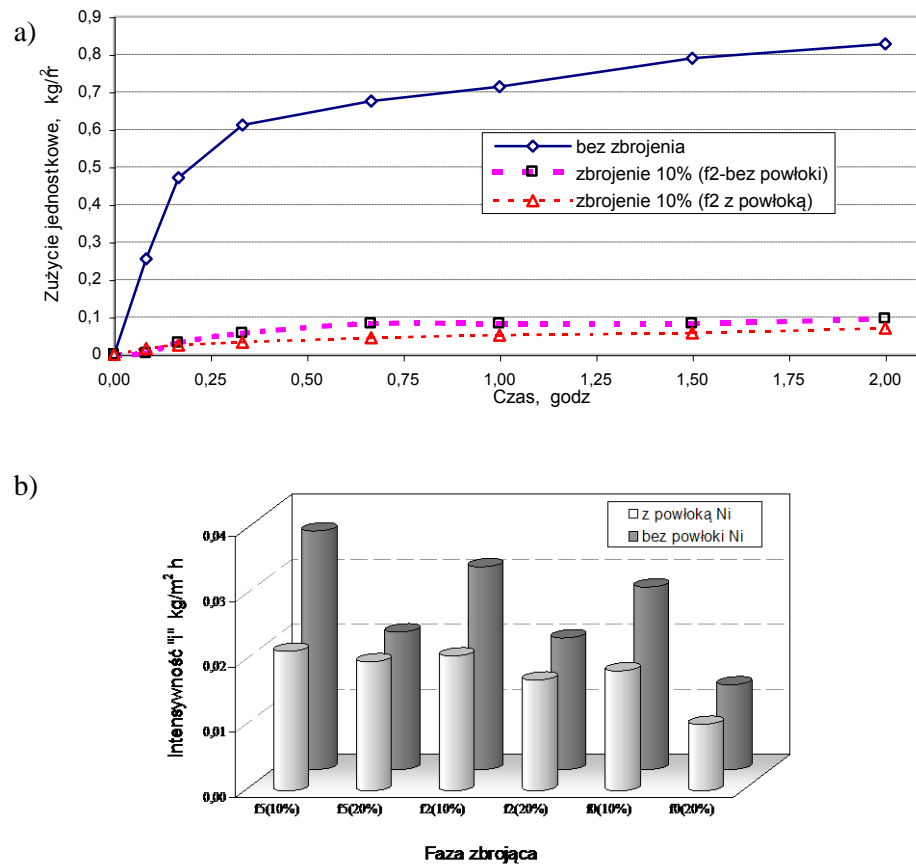 a)
Zużycie jednostkowe, kg/m²
0,9
0,8
0,7
0,6
0,5
0,4
0,3
0,2
0,1
0
bez zbrojenia
zbrojenie 10% (f2-bez powłoki)
zbrojenie 10% (f2 z powłoką)
0,00 0,25 0,50 0,75 1,00 1,25 1,50 1,75 2,00
Czas, godz
b)
Intensywność "i" kg/m² h
0,04
0,03
0,02
0,01
0,00
z powłoką Ni
bez powłoki Ni
f5(10%) f5(20%) f2(10%) f2(20%) f0(10%) f0(20%)
Faza zbrojąca